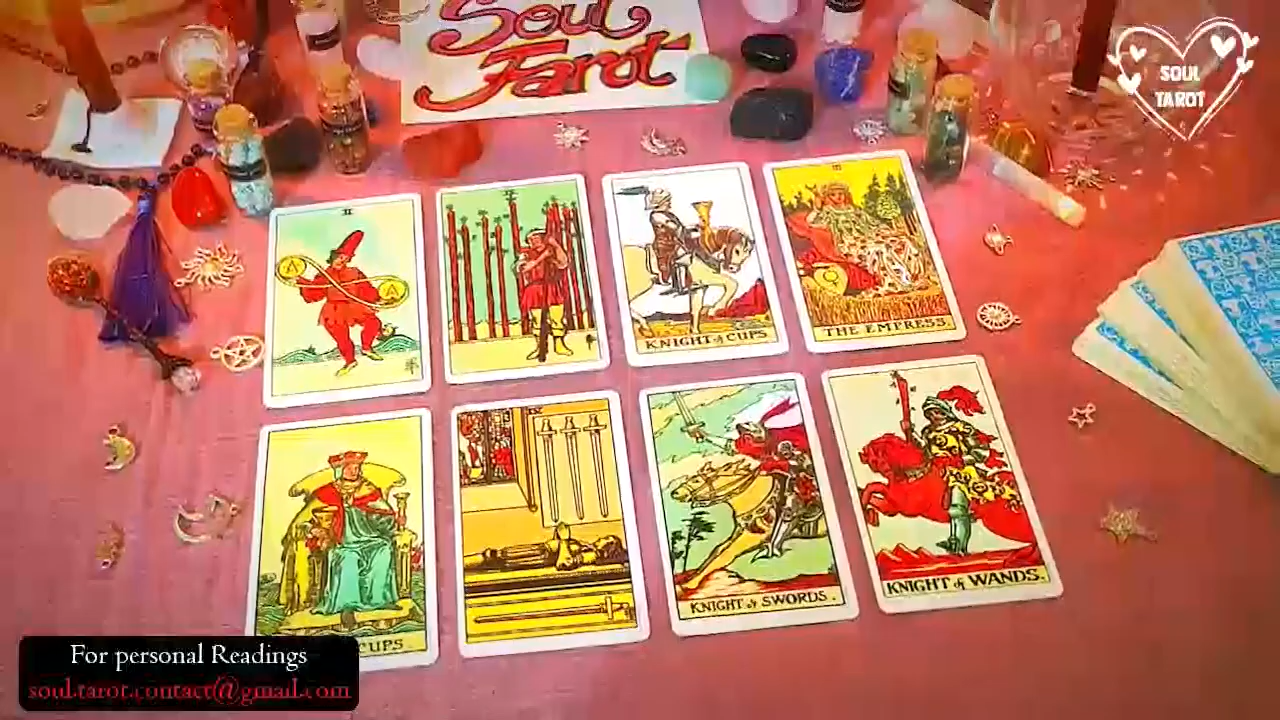 Soul
Tarot
SOUL
TAROT
II
KNIGHT of CUPS.
III
THE EMPRESS.
CUPS.
KNIGHT of SWORDS.
KNIGHT of WANDS.
For personal Readings
soul.tarot.contact@gmail.com